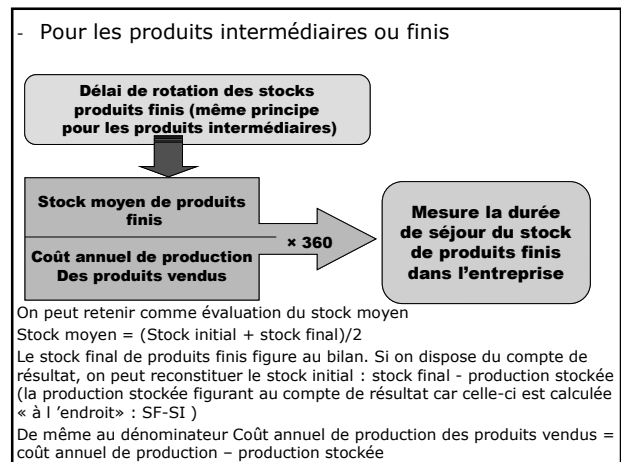 - Pour les produits intermédiaires ou finis
Délai de rotation des stocks
produits finis (même principe
pour les produits intermédiaires)
Stock moyen de produits
finis
Coût annuel de production
Des produits vendus
× 360
Mesure la durée
de séjour du stock
de produits finis
dans l’entreprise
On peut retenir comme évaluation du stock moyen
Stock moyen = (Stock initial + stock final)/2
Le stock final de produits finis figure au bilan. Si on dispose du compte de
résultat, on peut reconstituer le stock initial : stock final - production stockée
(la production stockée figurant au compte de résultat car celle-ci est calculée
« à l ’endroit» : SF-SI )
De même au dénominateur Coût annuel de production des produits vendus =
coût annuel de production – production stockée